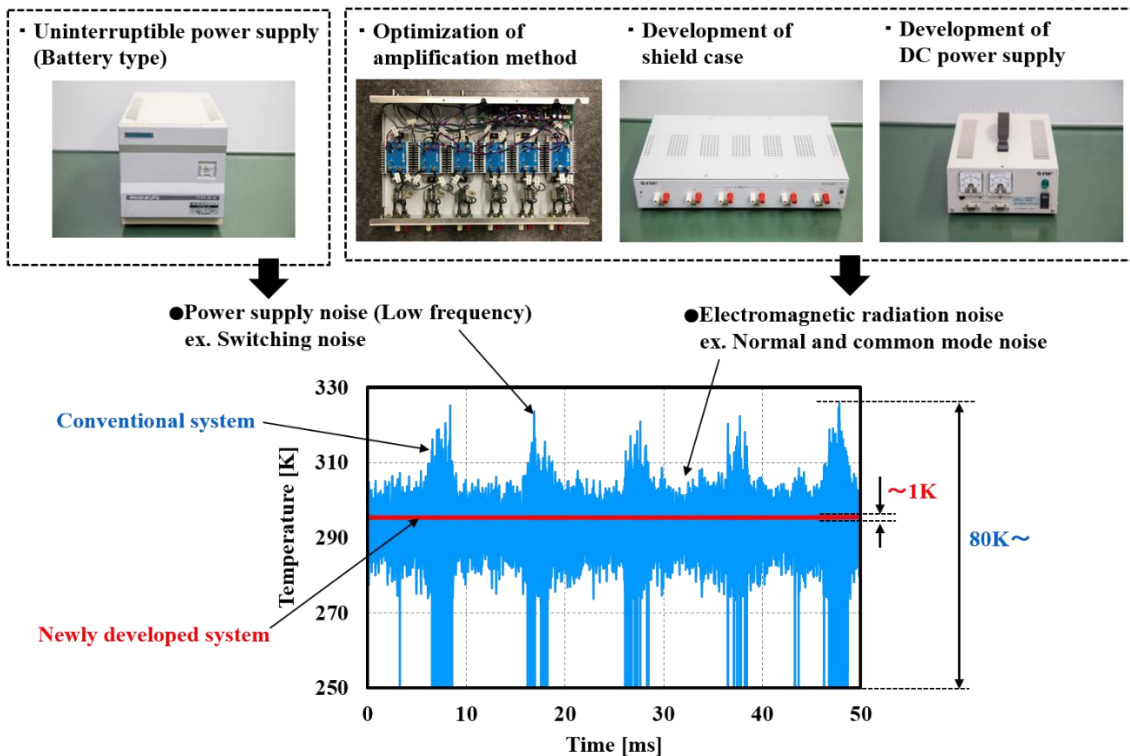 ・Uninterruptible power supply
(Battery type)
・Optimization of
amplification method
・Development of
shield case
・Development of
DC power supply
●Power supply noise (Low frequency)
ex. Switching noise
●Electromagnetic radiation noise
ex. Normal and common mode noise
Conventional system
Newly developed system
Temperature [K]
330
310
290
270
250
0 10 20 30 40 50
Time [ms]
～1K
80K～